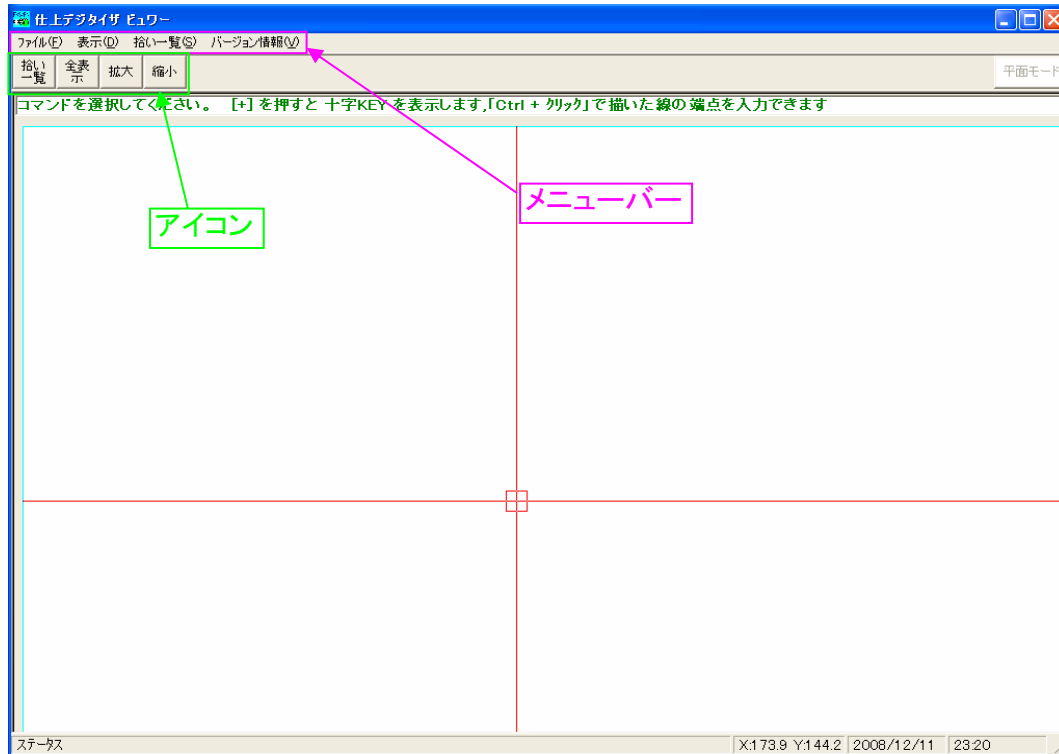 仕上デジタイザ ビュワー
ファイル(F) 表示(D) 拾い一覧(S) バージョン情報(V)
拾い一覧 全表示 拡大 縮小 平面モード
コマンドを選択してください。 [+] を押すと 十字KEY を表示します,「Ctrl + クリック」で描いた線の端点を入力できます
メニューバー
アイコン
ステータス X:173.9 Y:144.2 2008/12/11 23:20